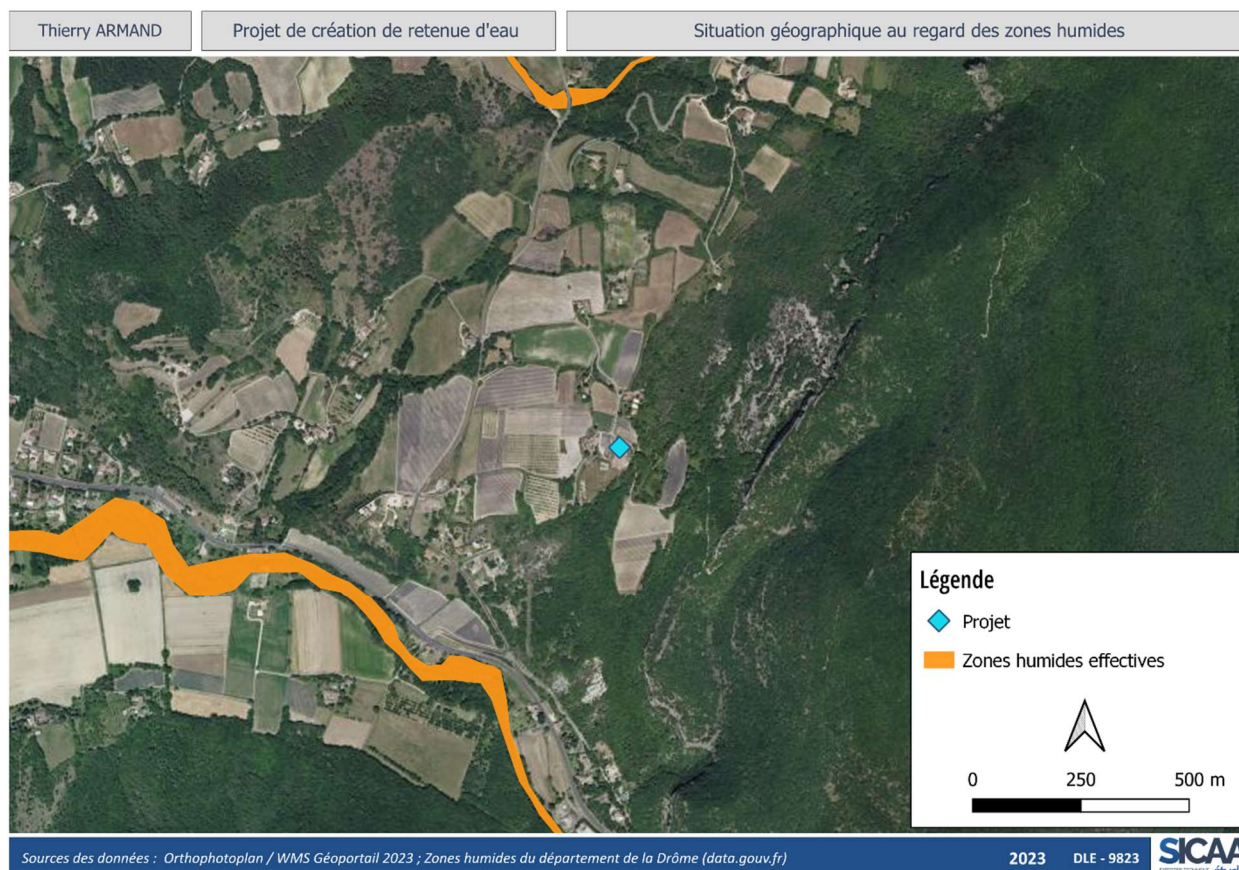 Thierry ARMAND
Projet de création de retenue d'eau
Situation géographique au regard des zones humides
Légende
Projet
Zones humides effectives
0 250 500 m
Sources des données : Orthophotoplan / WMS Géoportail 2023 ; Zones humides du département de la Drôme (data.gouv.fr)
2023 DLE - 9823